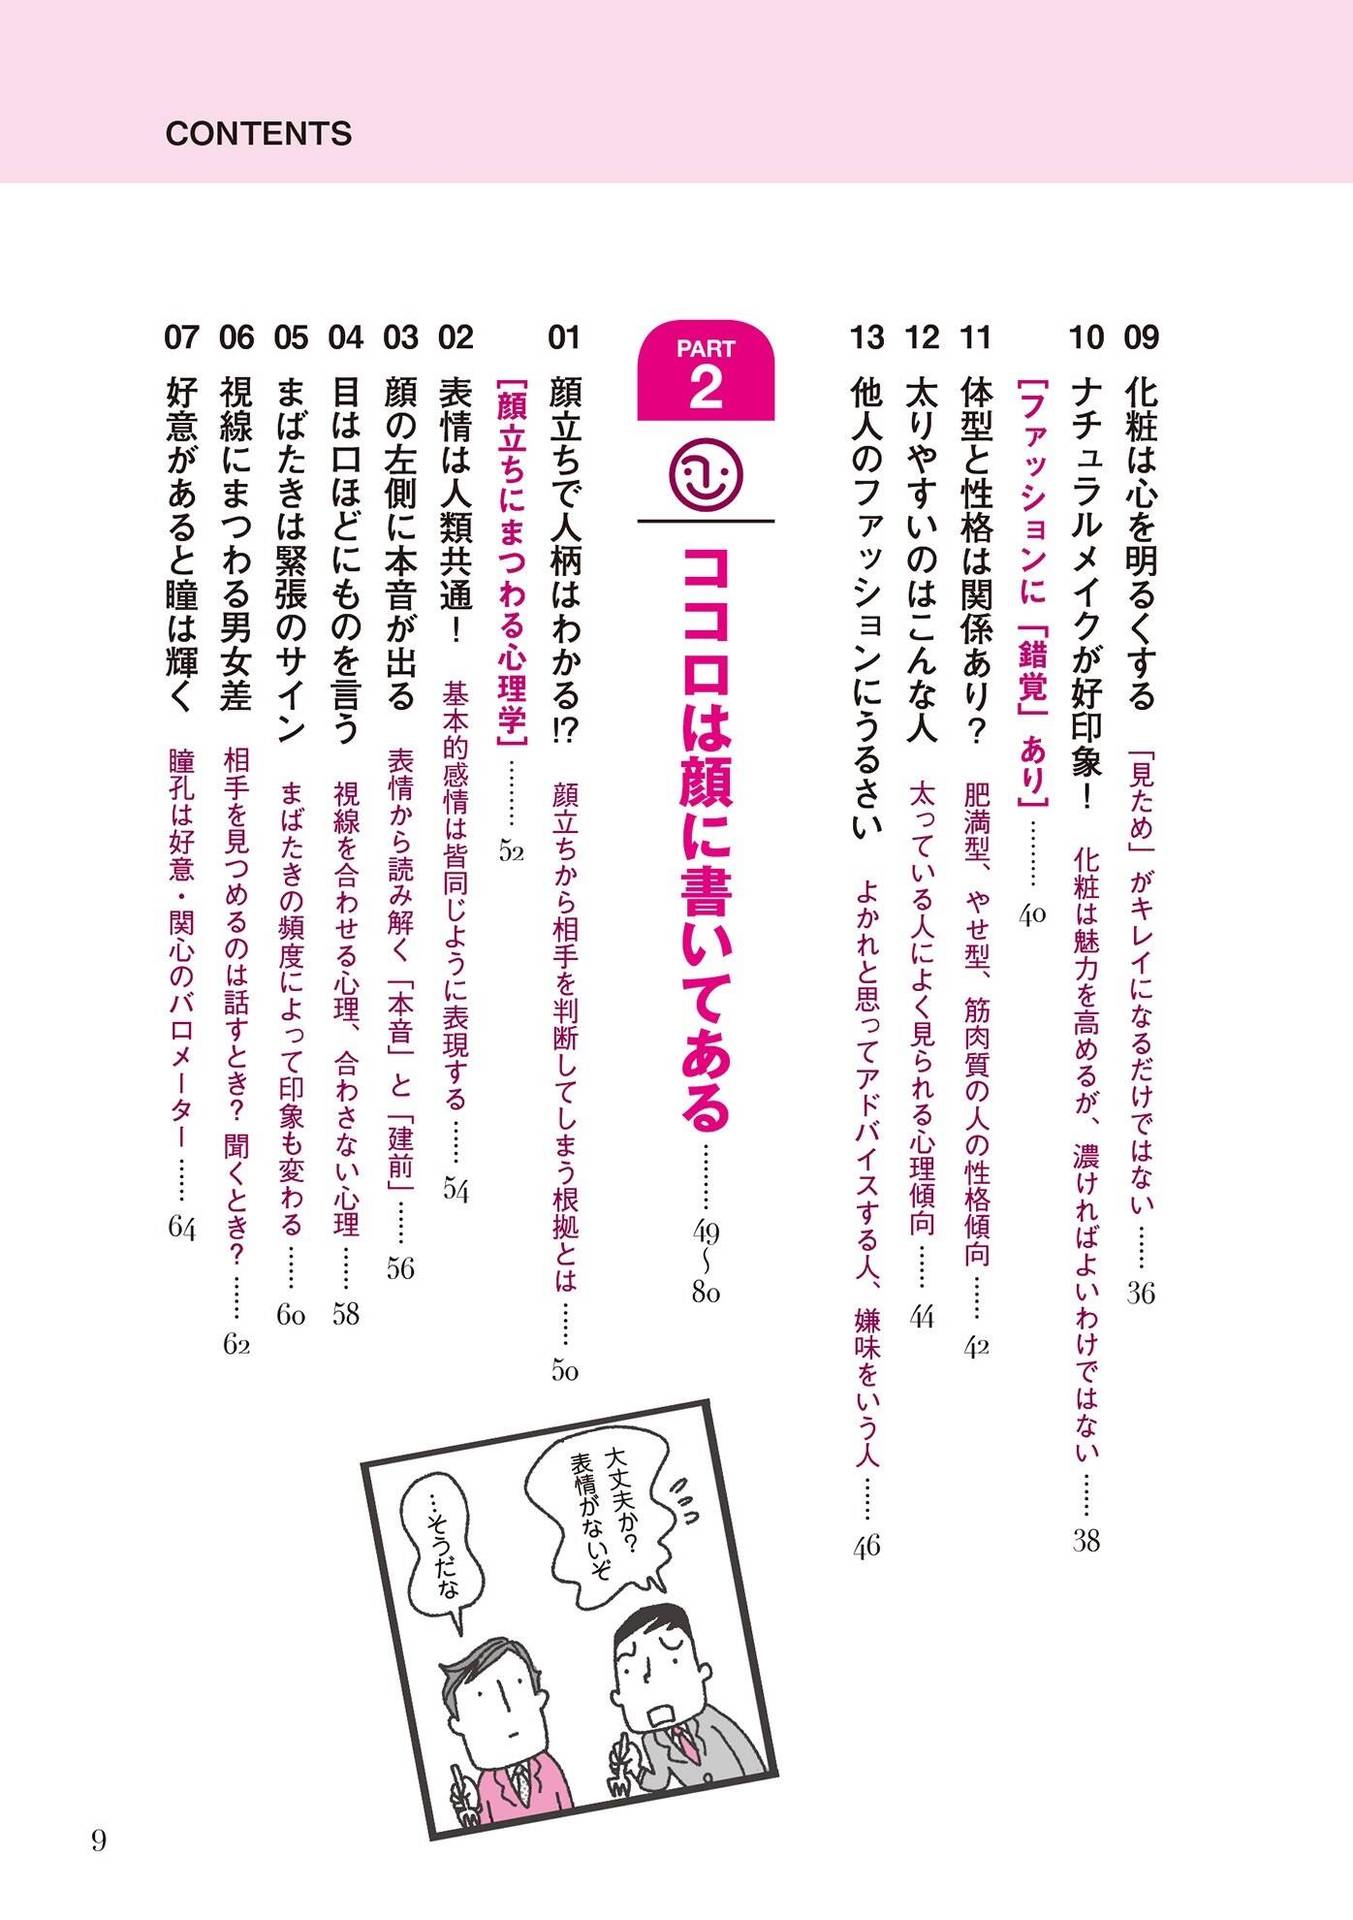 CONTENTS
09 化粧は心を明るくする 「見ため」がキレイになるだけではない……36
10 ナチュラルメイクが好印象！ 化粧は魅力を高めるが、濃ければよいわけではない……38
［ファッションに「錯覚」あり］………40
11 体型と性格は関係あり？ 肥満型、やせ型、筋肉質の人の性格傾向……42
12 太りやすいのはこんな人 太っている人によく見られる心理傾向……44
13 他人のファッションにうるさい よかれと思ってアドバイスする人、嫌味をいう人……46
PART
2
ココロは顔に書いてある………49〜80
01 顔立ちで人柄はわかる!? 顔立ちから相手を判断してしまう根拠とは……50
［顔立ちにまつわる心理学］………52
02 表情は人類共通！ 基本的感情は皆同じように表現する……54
03 顔の左側に本音が出る 表情から読み解く「本音」と「建前」……56
04 目は口ほどにものを言う 視線を合わせる心理、合わさない心理……58
05 まばたきは緊張のサイン まばたきの頻度によって印象も変わる……60
06 視線にまつわる男女差 相手を見つめるのは話すとき？ 聞くとき？……62
07 好意があると瞳は輝く 瞳孔は好意・関心のバロメーター……64
大丈夫か？
表情がないぞ
…そうだな
9